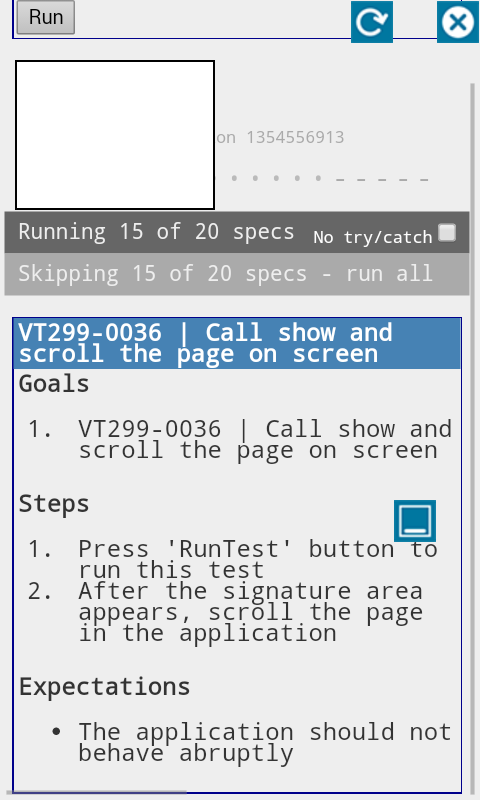 Run
on 1354556913
Running 15 of 20 specs No try/catch
Skipping 15 of 20 specs - run all
VT299-0036 | Call show and
scroll the page on screen
Goals
1. VT299-0036 | Call show and
scroll the page on screen
Steps
1. Press 'RunTest' button to
run this test
2. After the signature area
appears, scroll the page
in the application
Expectations
• The application should not
behave abruptly